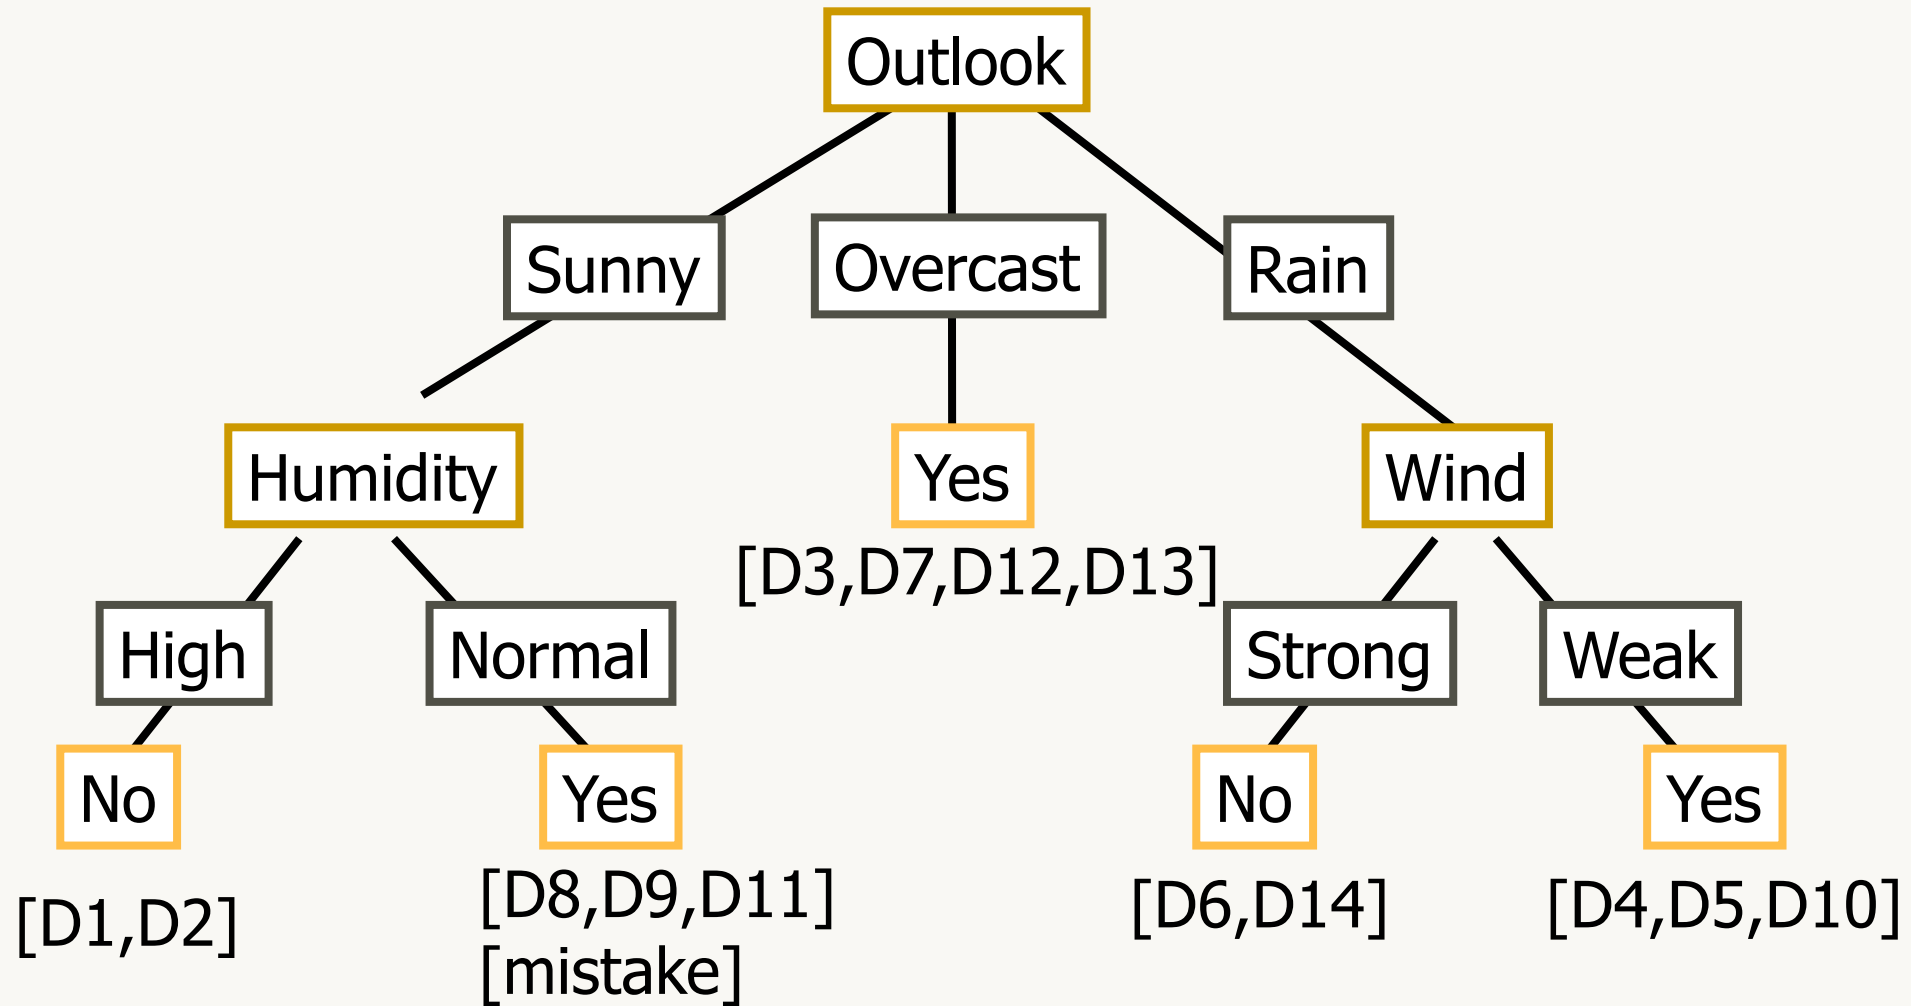 Outlook
Sunny
Overcast
Rain
Humidity
Yes
Wind
[D3,D7,D12,D13]
High
Normal
Strong
Weak
No
Yes
No
Yes
[D1,D2]
[D8,D9,D11]
[mistake]
[D6,D14]
[D4,D5,D10]